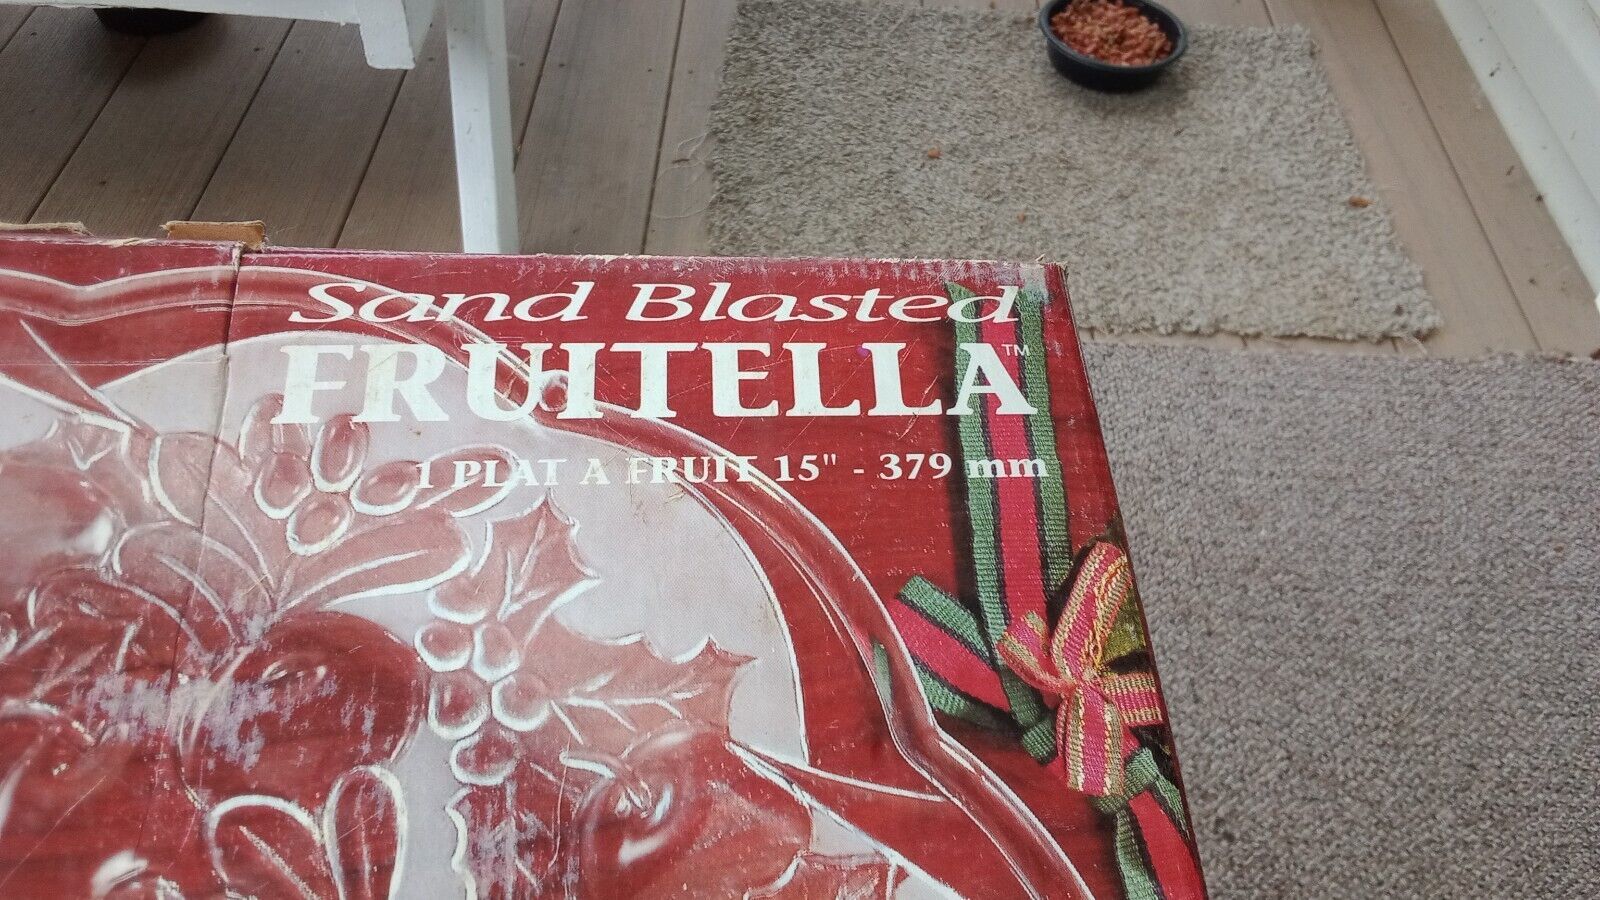 Sand Blasted
FRUITELLA™
1 PLAT A FRUIT 15" - 379 mm